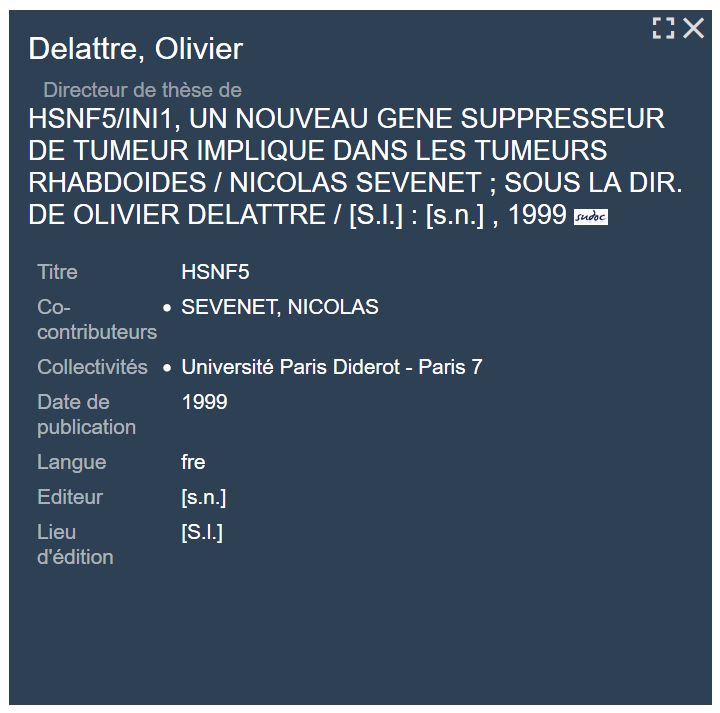 Delattre, Olivier
Directeur de thèse de
HSNF5/INI1, UN NOUVEAU GENE SUPPRESSEUR
DE TUMEUR IMPLIQUE DANS LES TUMEURS
RHABDOIDES / NICOLAS SEVENET ; SOUS LA DIR.
DE OLIVIER DELATTRE / [S.l.] : [s.n.] , 1999 sudoc
Titre HSNF5
Co-
contributeurs • SEVENET, NICOLAS
Collectivités • Université Paris Diderot - Paris 7
Date de 1999
publication
Langue fre
Editeur [s.n.]
Lieu [S.l.]
d'édition